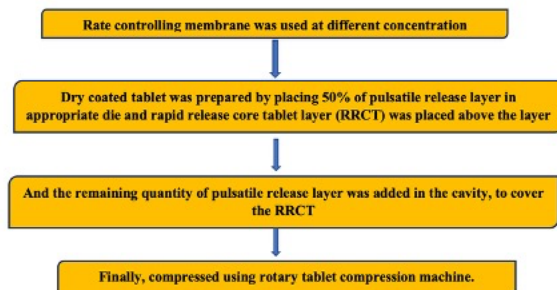 Rate controlling membrane was used at different concentration
Dry coated tablet was prepared by placing 50% of pulsatile release layer in
appropriate die and rapid release core tablet layer (RRCT) was placed above the layer
And the remaining quantity of pulsatile release layer was added in the cavity, to cover
the RRCT
Finally, compressed using rotary tablet compression machine.